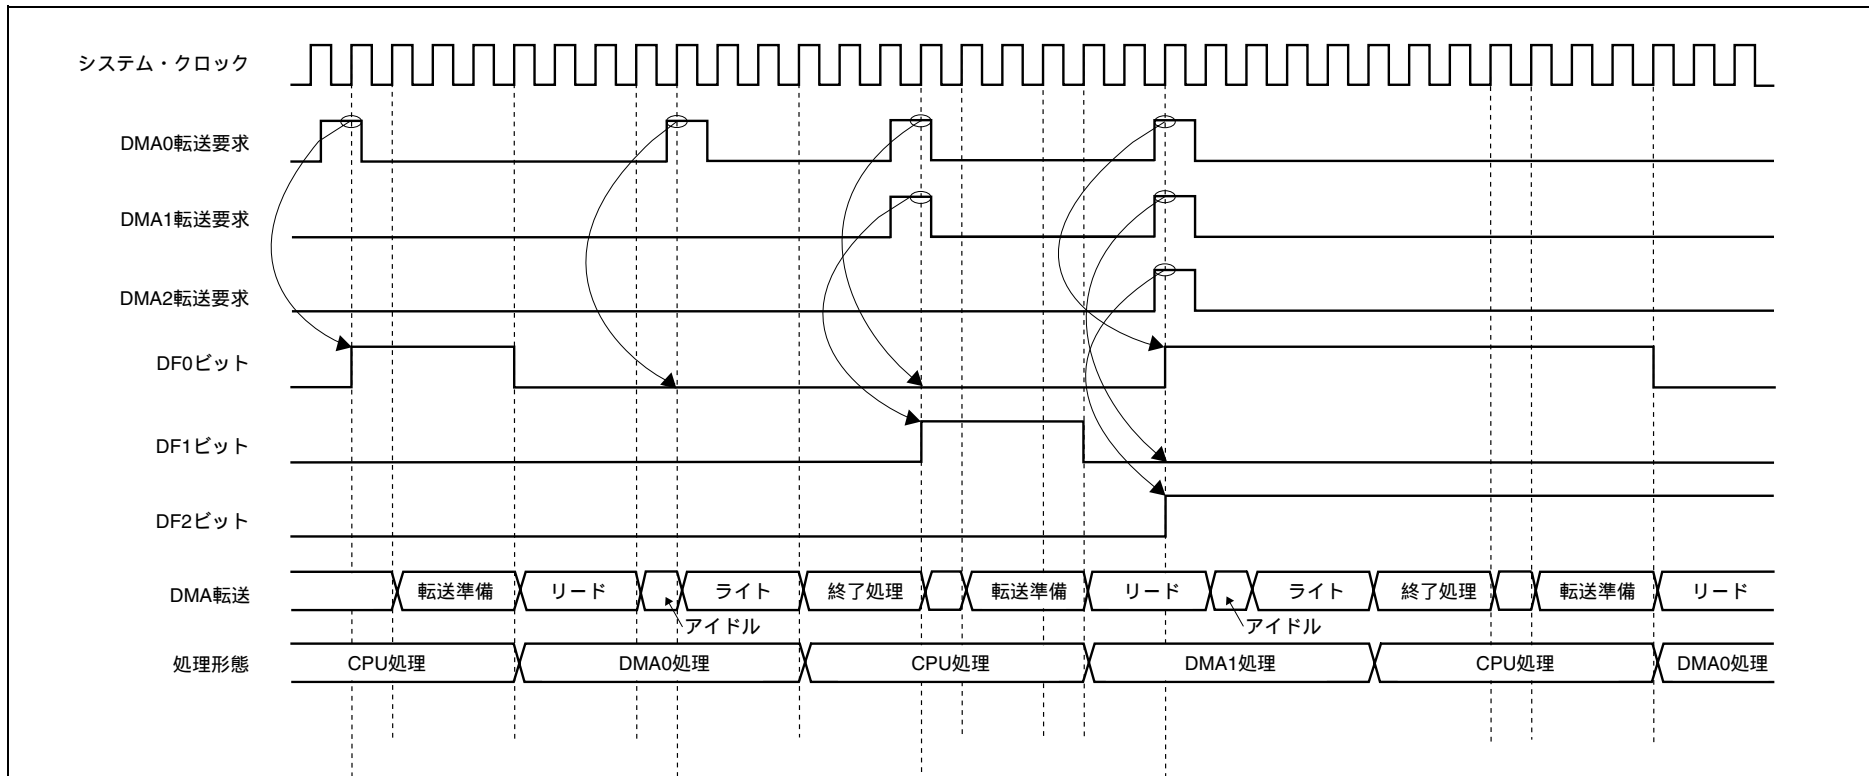 システム・クロック
DMA0転送要求
DMA1転送要求
DMA2転送要求
DF0ビット
DF1ビット
DF2ビット
DMA転送 転送準備 リード ライト 終了処理 転送準備 リード ライト 終了処理 転送準備 リード
アイドル アイドル
処理形態 CPU処理 DMA0処理 CPU処理 DMA1処理 CPU処理 DMA0処理